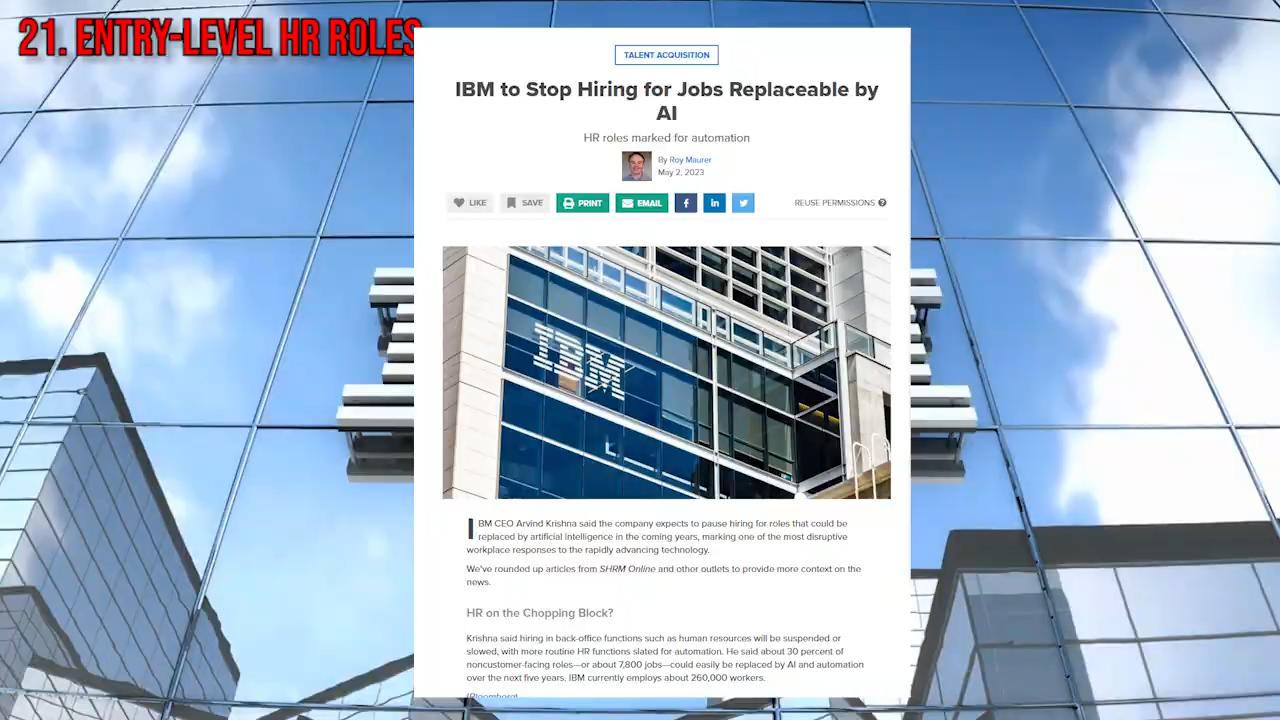 21. ENTRY-LEVEL HR ROLES
TALENT ACQUISITION
IBM to Stop Hiring for Jobs Replaceable by
AI
HR roles marked for automation
By Roy Maurer
May 2, 2023
LIKE
SAVE
PRINT
EMAIL
REUSE PERMISSIONS
IBM
IBM CEO Arvind Krishna said the company expects to pause hiring for roles that could be
replaced by artificial intelligence in the coming years, marking one of the most disruptive
workplace responses to the rapidly advancing technology.
We've rounded up articles from SHRM Online and other outlets to provide more context on the
news.
HR on the Chopping Block?
Krishna said hiring in back-office functions such as human resources will be suspended or
slowed, with more routine HR functions slated for automation. He said about 30 percent of
noncustomer-facing roles—or about 7,800 jobs—could easily be replaced by AI and automation
over the next five years. IBM currently employs about 260,000 workers.